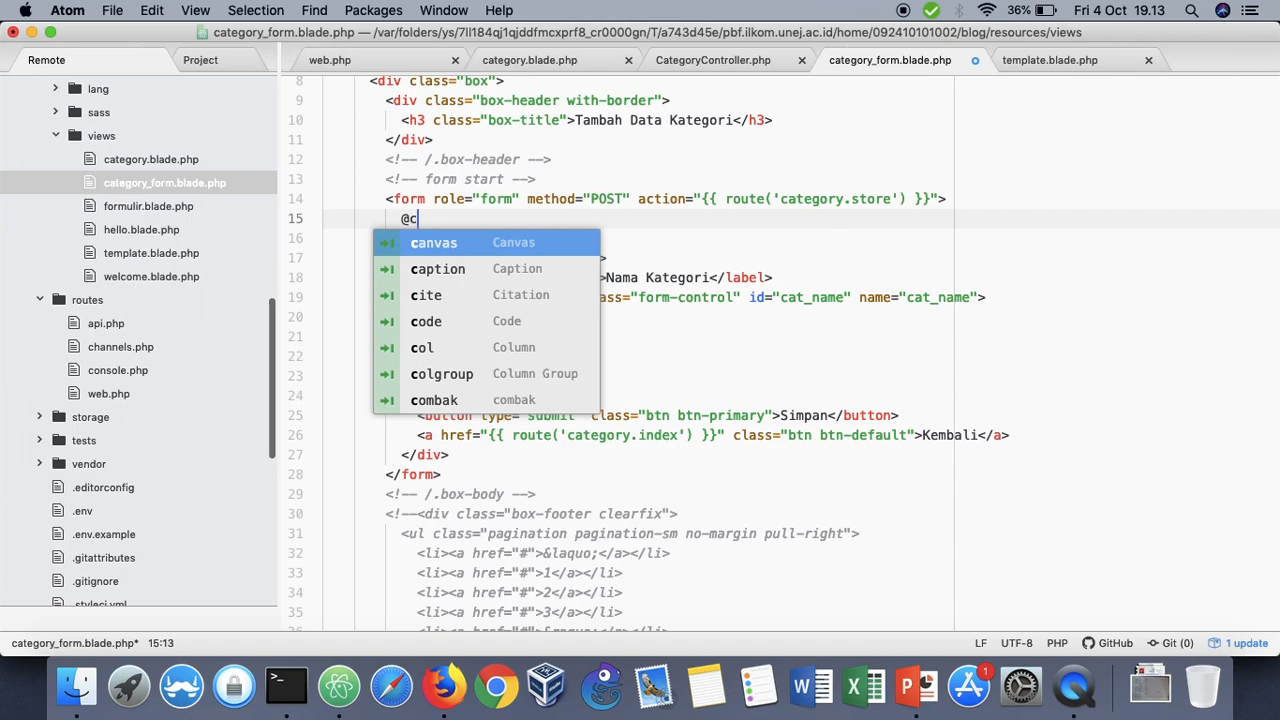 Atom File Edit View Selection Find Packages Window Help 36% Fri 4 Oct 19.13
category_form.blade.php — /var/folders/ys/7ll184qj1qjddfmcxprf8_cr0000gn/T/a743d45e/pbf.ilkom.unej.ac.id/home/092410101002/blog/resources/views
Remote Project web.php category.blade.php CategoryController.php category_form.blade.php template.blade.php
lang
sass
views
category.blade.php
category_form.blade.php
formulir.blade.php
hello.blade.php
template.blade.php
welcome.blade.php
routes
api.php
channels.php
console.php
web.php
storage
tests
vendor
.editorconfig
.env
.env.example
.gitattributes
.gitignore
.styleci.yml
8 <div class="box">
9 <div class="box-header with-border">
10 <h3 class="box-title">Tambah Data Kategori</h3>
11 </div>
12 <!-- /.box-header -->
13 <!-- form start -->
14 <form role="form" method="POST" action="{{ route('category.store') }}">
15 @c
16
17 >
18 >Nama Kategori</label>
19 ass="form-control" id="cat_name" name="cat_name">
20
21
22
23
24
25 <button type="submit" class="btn btn-primary">Simpan</button>
26 <a href="{{ route('category.index') }}" class="btn btn-default">Kembali</a>
27 </div>
28 </form>
29 <!-- /.box-body -->
30 <!--<div class="box-footer clearfix">
31 <ul class="pagination pagination-sm no-margin pull-right">
32 <li><a href="#">&laquo;</a></li>
33 <li><a href="#">1</a></li>
34 <li><a href="#">2</a></li>
35 <li><a href="#">3</a></li>
canvas Canvas
caption Caption
cite Citation
code Code
col Column
colgroup Column Group
combak combak
category_form.blade.php* 15:13 LF UTF-8 PHP GitHub Git (0) 1 update
1